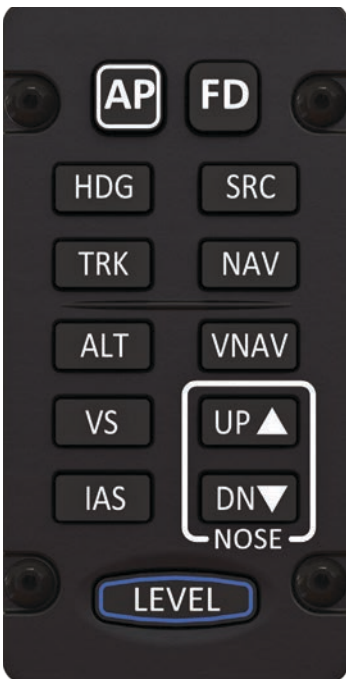 AP FD
HDG SRC
TRK NAV
ALT VNAV
VS UP▲
IAS DN▼
NOSE
LEVEL